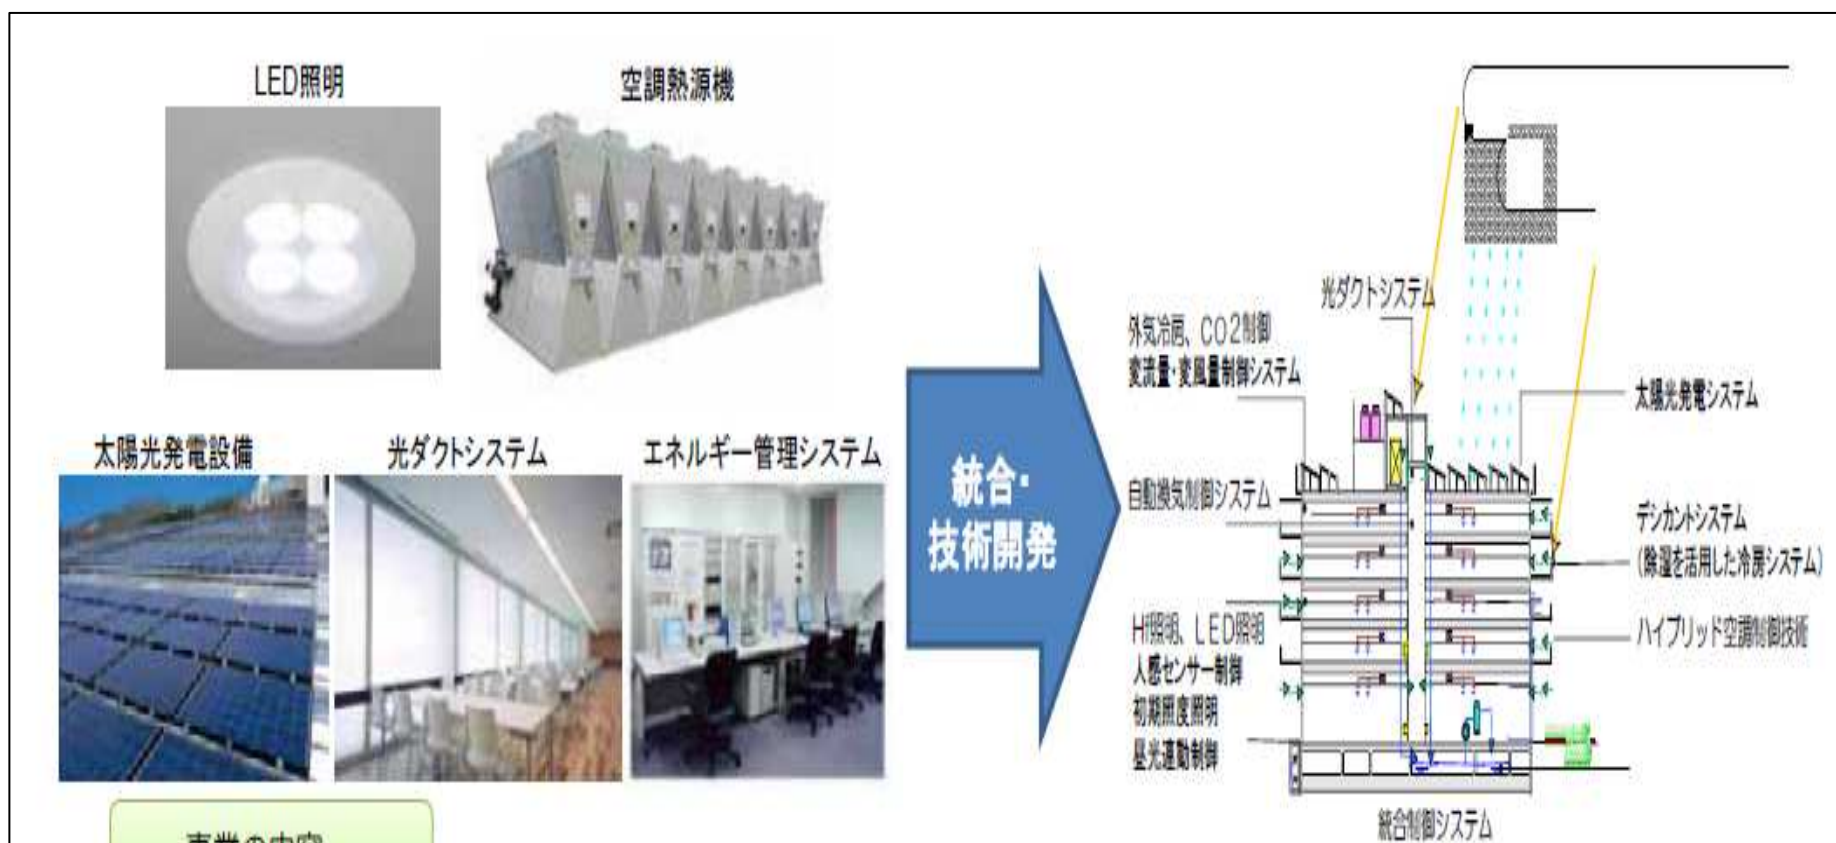 LED照明
空調熱源機
太陽光発電設備
光ダクトシステム
エネルギー管理システム
統合・
技術開発
光ダクトシステム
外気冷房、CO2制御
変流量・変風量制御システム
自動換気制御システム
Hf照明、LED照明
人感センサー制御
初期照度照明
昼光連動制御
太陽光発電システム
デシカントシステム
(除湿を活用した冷房システム)
ハイブリッド空調制御技術
統合制御システム
事業の内容